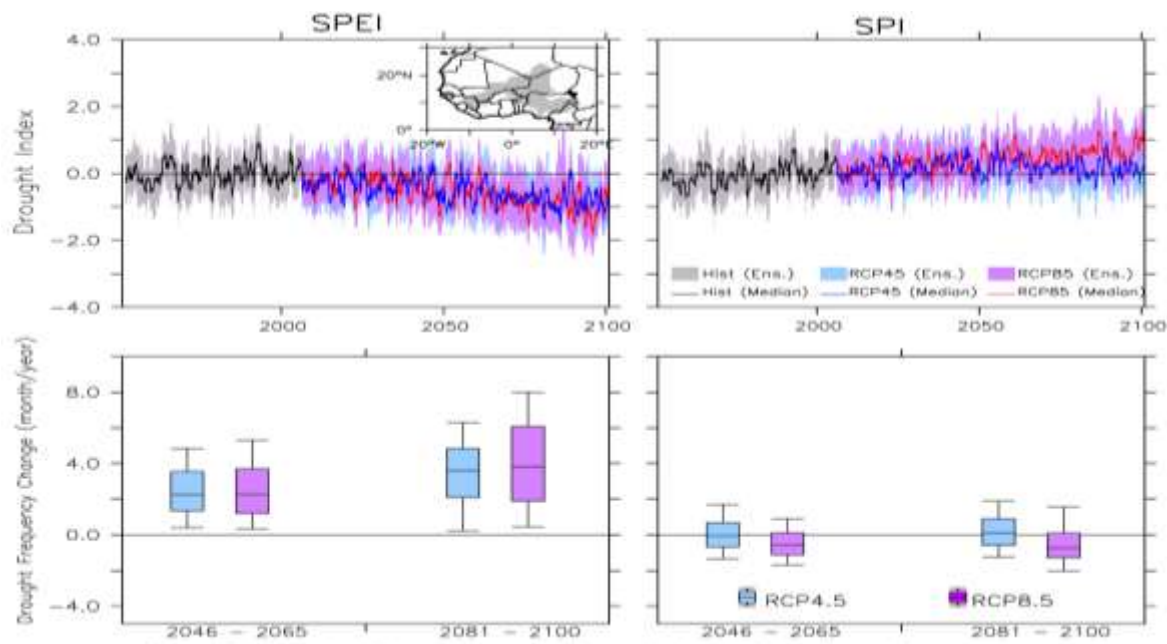 SPEI
SPI
4.0
2.0
0.0
−2.0
−4.0
Drought Index
20°N
0°
20°W 0° 20°E
2000 2050 2100
Hist (Ens.) RCP45 (Ens.) RCP85 (Ens.)
Hist (Median) RCP45 (Median) RCP85 (Median)
2000 2050 2100
8.0
4.0
0.0
−4.0
Drought Frequency Change (month/year)
RCP4.5 RCP8.5
2046 − 2065 2081 − 2100
2046 − 2065 2081 − 2100